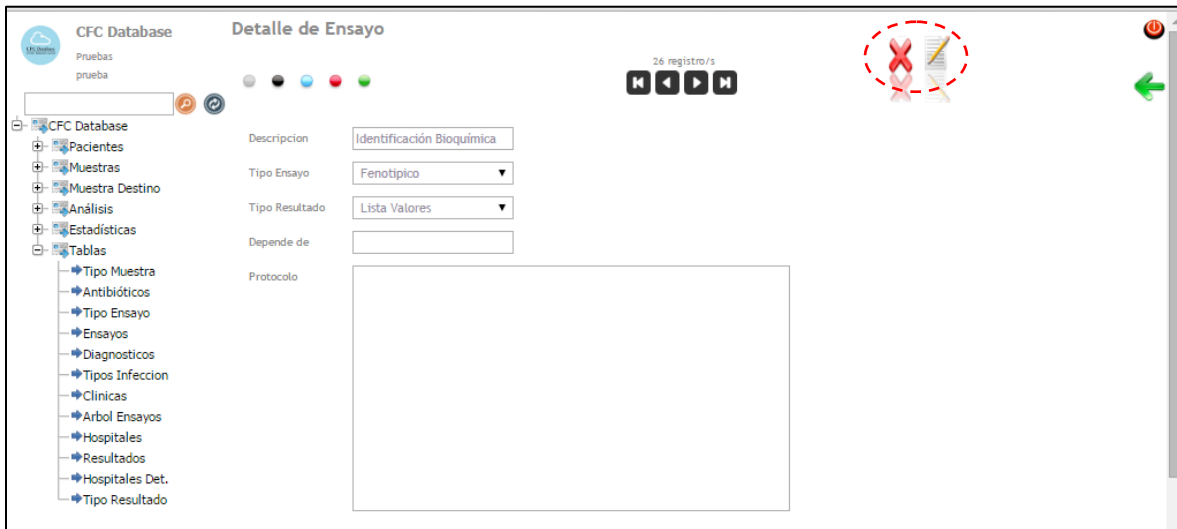 CFC Database
Pruebas
prueba
Detalle de Ensayo
26 registro/s
CFC Database
Pacientes
Muestras
Muestra Destino
Análisis
Estadísticas
Tablas
Tipo Muestra
Antibióticos
Tipo Ensayo
Ensayos
Diagnosticos
Tipos Infeccion
Clinicas
Arbol Ensayos
Hospitales
Resultados
Hospitales Det.
Tipo Resultado
Descripcion Identificación Bioquímica
Tipo Ensayo Fenotipico
Tipo Resultado Lista Valores
Depende de
Protocolo